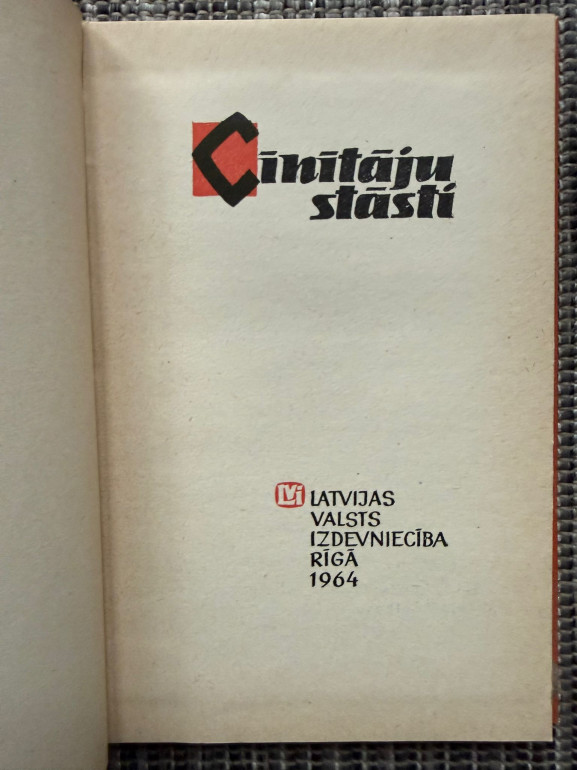 Cīnītāju
stāsti
LVI LATVIJAS
VALSTS
IZDEVNIECĪBA
RĪGĀ
1964